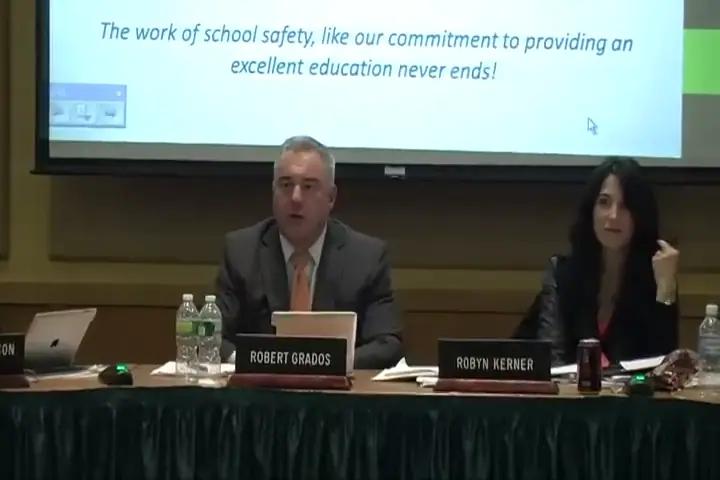 The work of school safety, like our commitment to providing an
excellent education never ends!
CON
ROBERT GRADOS
ROBYN KERNER